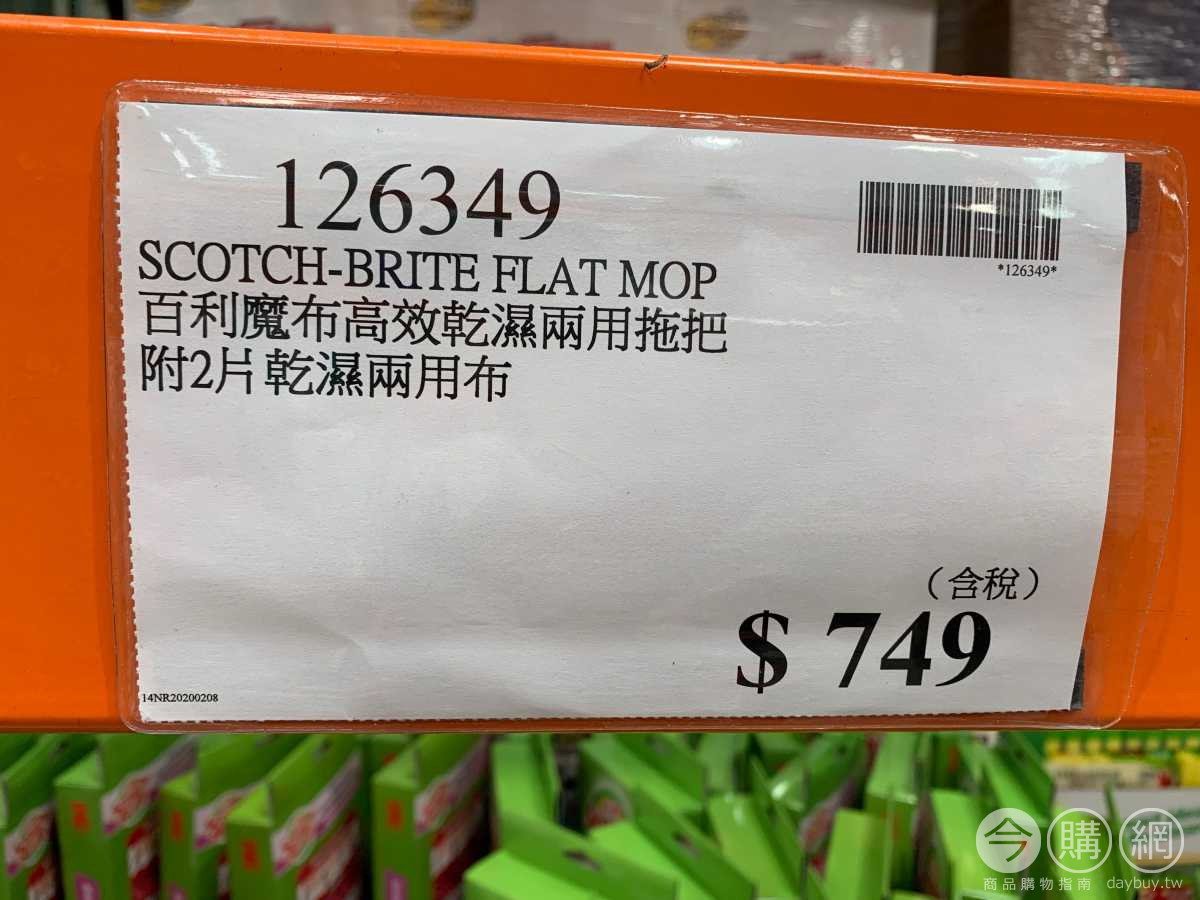 126349
*126349*
SCOTCH-BRITE FLAT MOP
百利魔布高效乾濕兩用拖把
附2片乾濕兩用布
（含稅）
$ 749
14NR20200208
今購網
商品購物指南 daybuy.tw